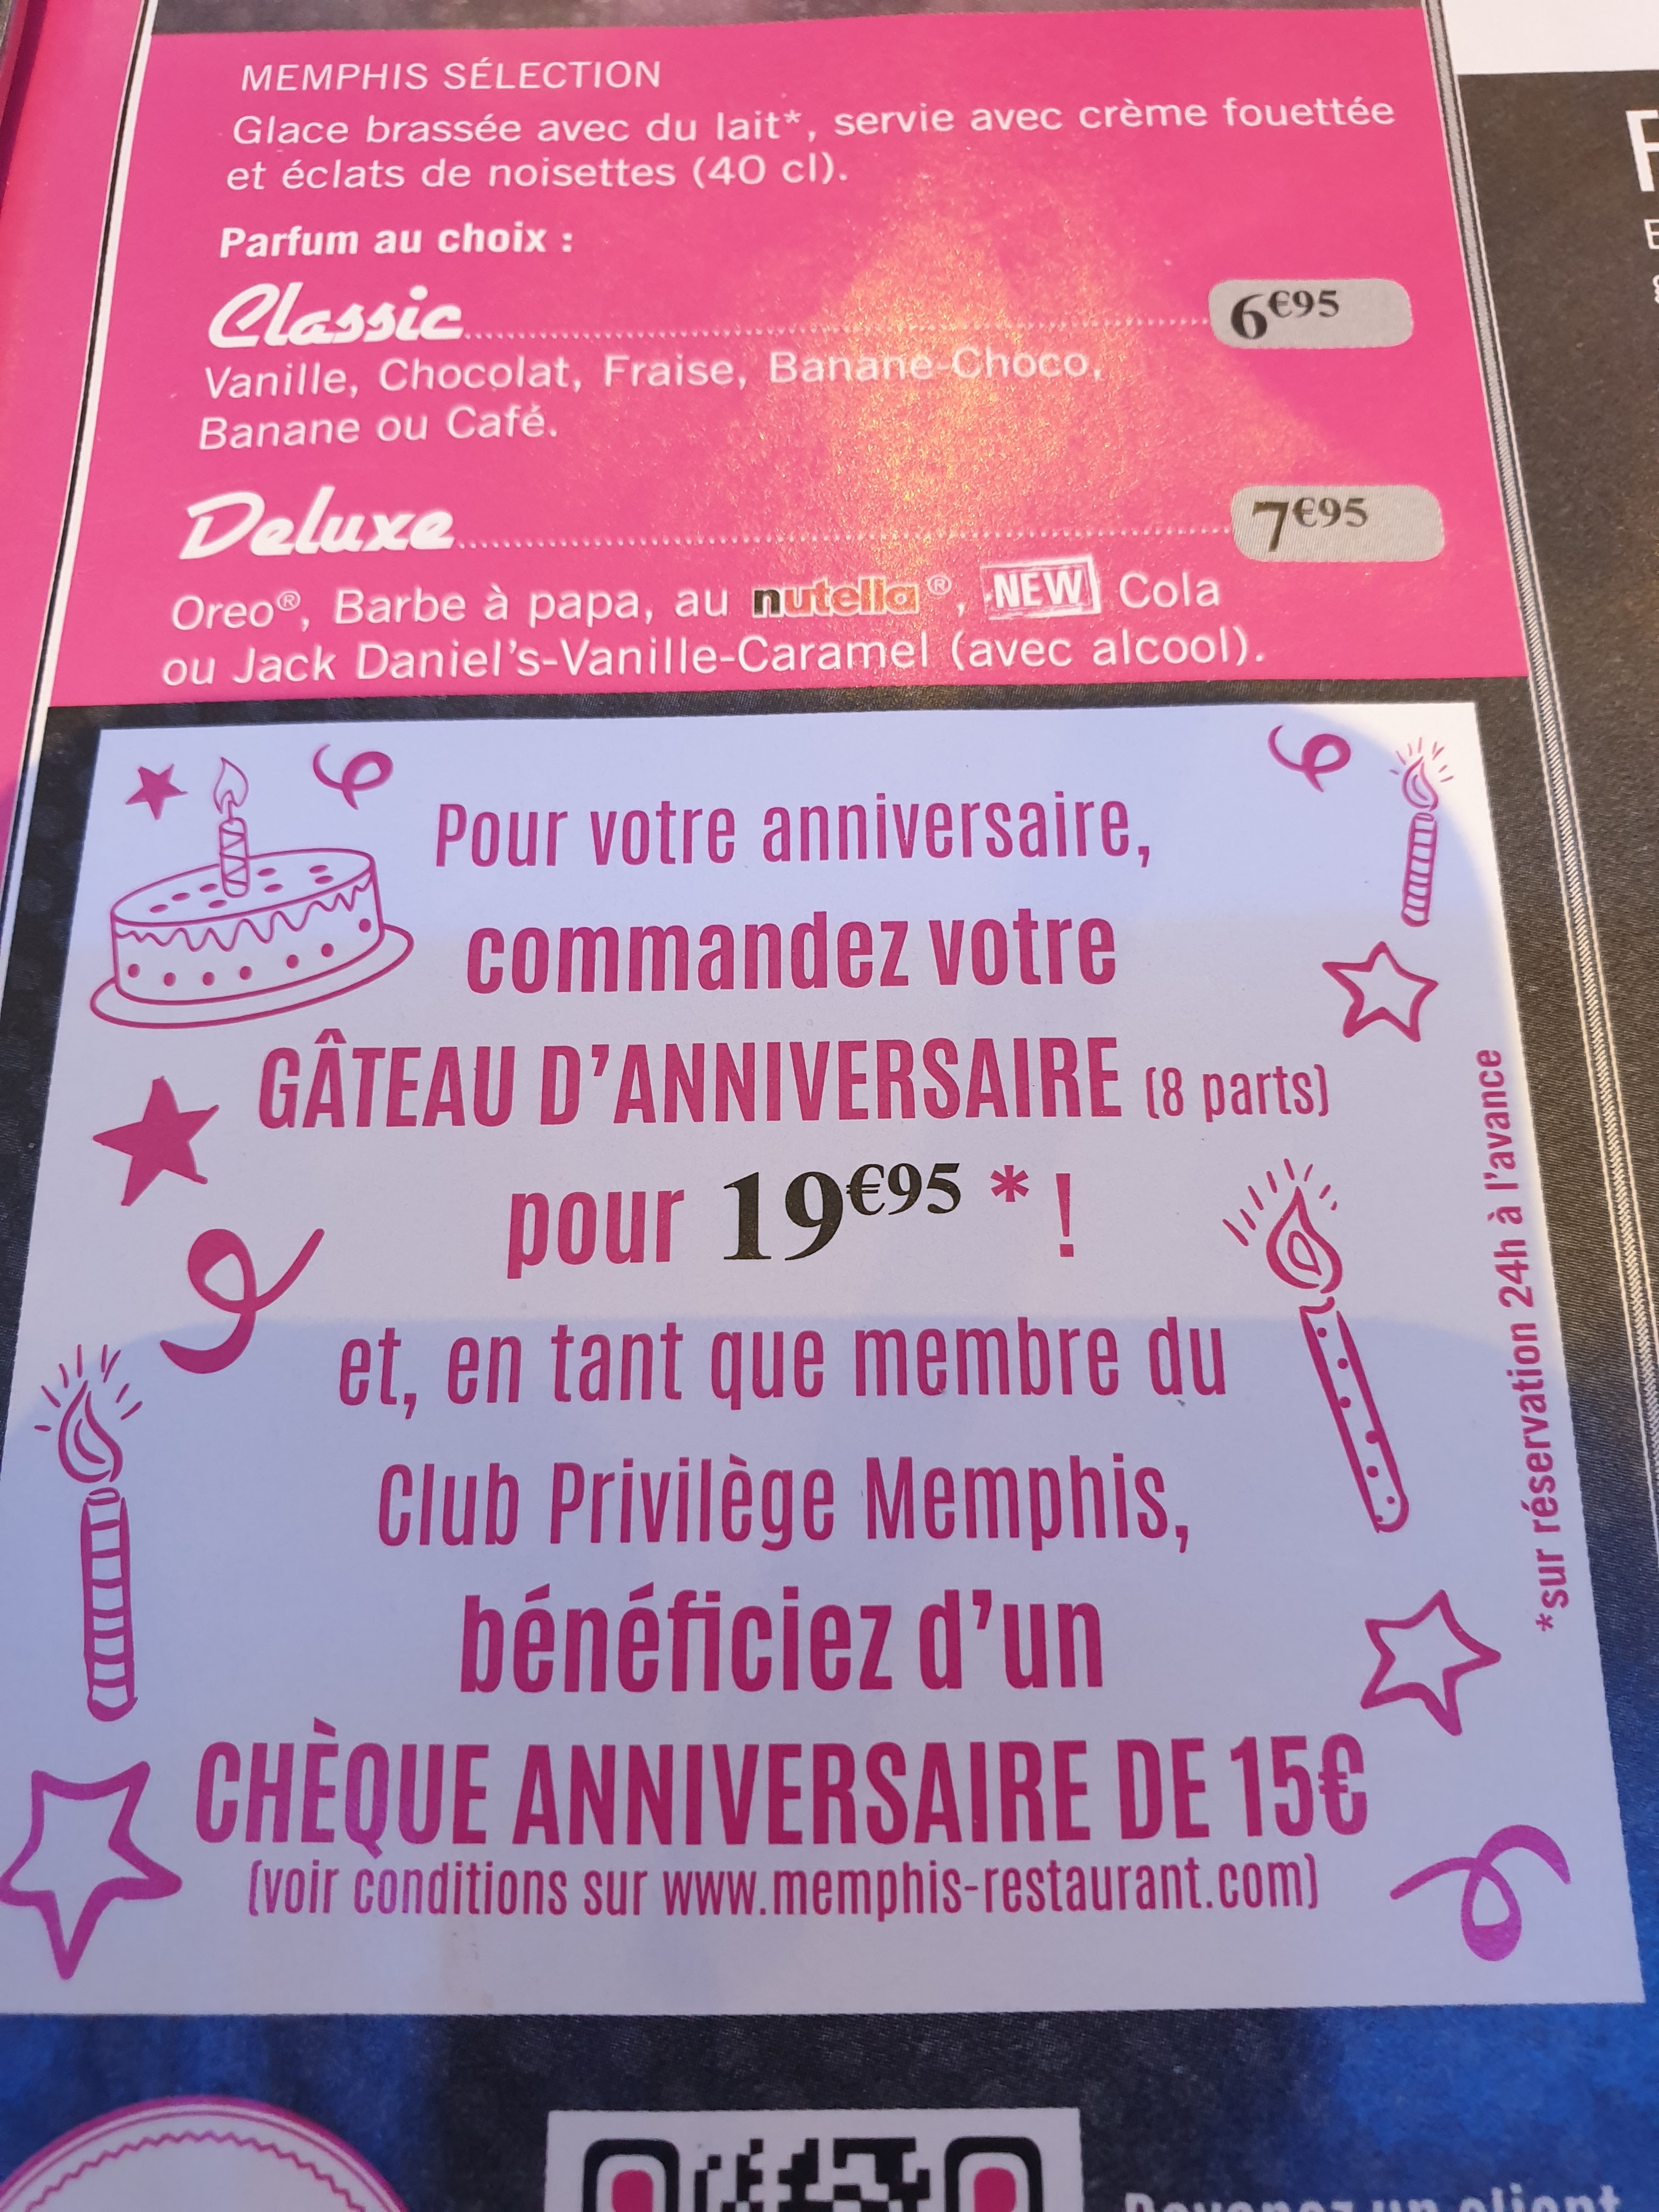 MEMPHIS SÉLECTION
Glace brassée avec du lait*, servie avec crème fouettée
et éclats de noisettes (40 cl).
Parfum au choix :
Classic 6€95
Vanille, Chocolat, Fraise, Banane-Choco,
Banane ou Café.
Deluxe 7€95
Oreo®, Barbe à papa, au nutella®, NEW Cola
ou Jack Daniel's-Vanille-Caramel (avec alcool).
Pour votre anniversaire,
commandez votre
GÂTEAU D'ANNIVERSAIRE (8 parts)
pour 19€95 * !
et, en tant que membre du
Club Privilège Memphis,
bénéficiez d'un
CHÈQUE ANNIVERSAIRE DE 15€
(voir conditions sur www.memphis-restaurant.com)
*sur réservation 24h à l'avance
Devenez un client